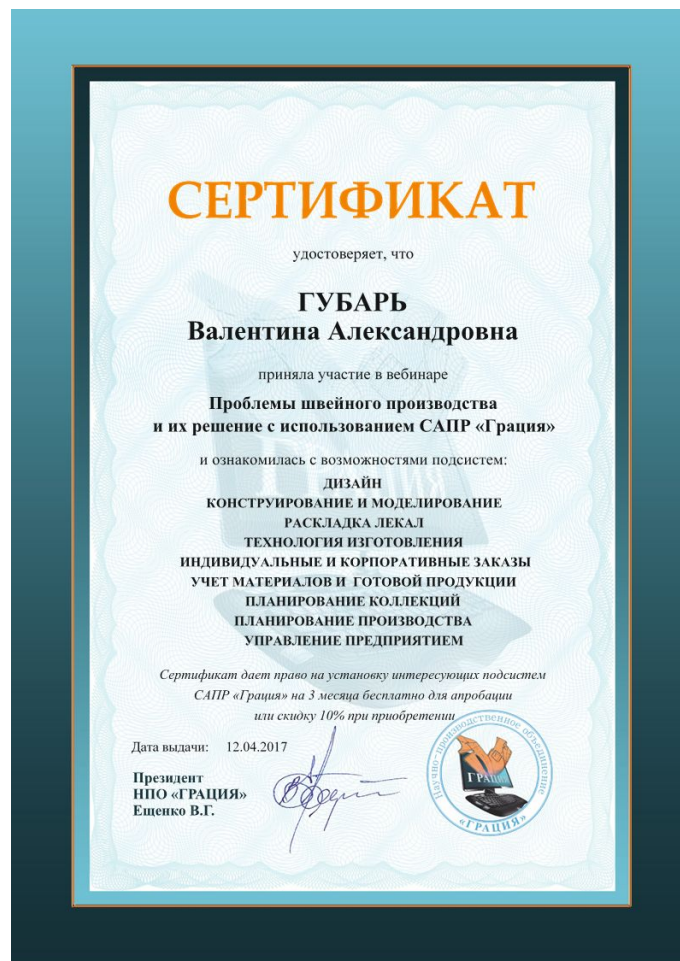 СЕРТИФИКАТ
удостоверяет, что
ГУБАРЬ
Валентина Александровна
приняла участие в вебинаре
Проблемы швейного производства
и их решение с использованием САПР «Грация»
и ознакомилась с возможностями подсистем:
ДИЗАЙН
КОНСТРУИРОВАНИЕ И МОДЕЛИРОВАНИЕ
РАСКЛАДКА ЛЕКАЛ
ТЕХНОЛОГИЯ ИЗГОТОВЛЕНИЯ
ИНДИВИДУАЛЬНЫЕ И КОРПОРАТИВНЫЕ ЗАКАЗЫ
УЧЕТ МАТЕРИАЛОВ И ГОТОВОЙ ПРОДУКЦИИ
ПЛАНИРОВАНИЕ КОЛЛЕКЦИЙ
ПЛАНИРОВАНИЕ ПРОИЗВОДСТВА
УПРАВЛЕНИЕ ПРЕДПРИЯТИЕМ
Сертификат дает право на установку интересующих подсистем
САПР «Грация» на 3 месяца бесплатно для апробации
или скидку 10% при приобретении
Дата выдачи: 12.04.2017
Президент
НПО «ГРАЦИЯ»
Ещенко В.Г.
Научно-производственное объединение
ГРАЦИЯ
«ГРАЦИЯ»